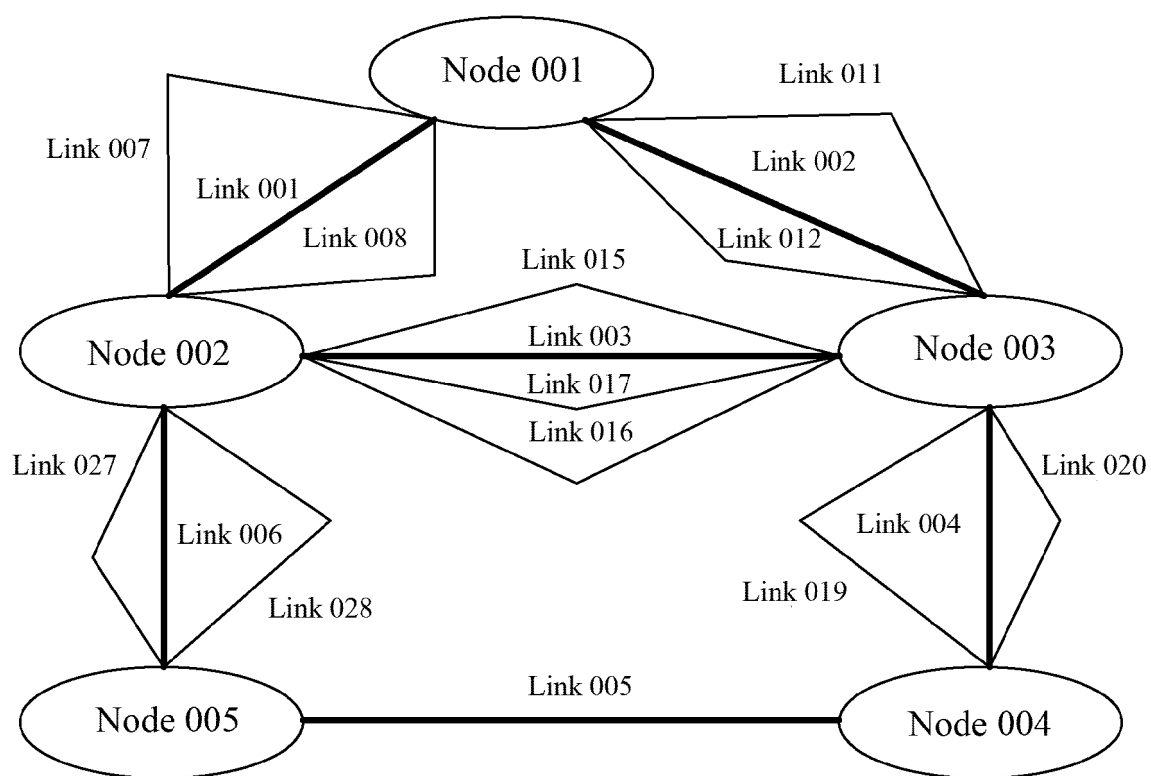 Node 001
Link 011
Link 007
Link 002
Link 001
Link 008
Link 012
Link 015
Link 003
Node 002
Node 003
Link 017
Link 016
Link 027
Link 020
Link 006
Link 004
Link 028
Link 019
Link 005
Node 005
Node 004